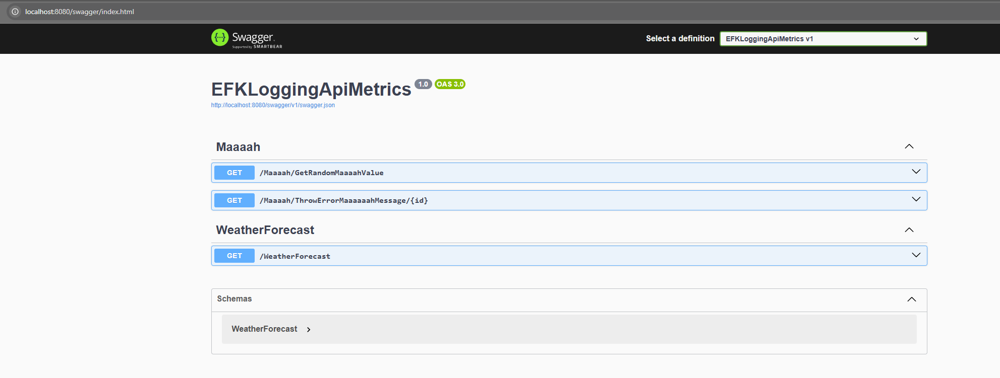 localhost:8080/swagger/index.html
Swagger
Supported by SMARTBEAR
Select a definition
EFKLoggingApiMetrics v1
EFKLoggingApiMetrics 1.0 OAS 3.0
http://localhost:8080/swagger/v1/swagger.json
Maaaah
GET /Maaaah/GetRandomMaaaahValue
GET /Maaaah/ThrowErrorMaaaaaahMessage/{id}
WeatherForecast
GET /WeatherForecast
Schemas
WeatherForecast